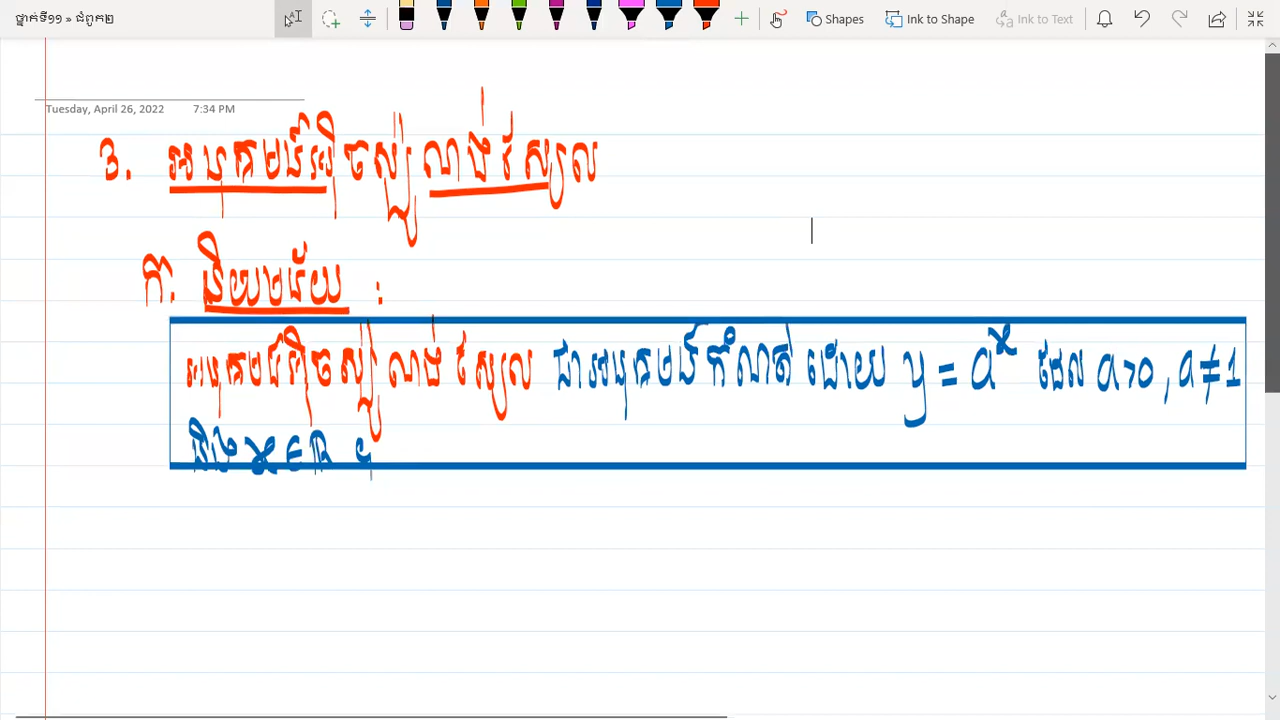 ថ្នាក់ទី១១ » ជំពូក២
Shapes
Ink to Shape
Ink to Text
Tuesday, April 26, 2022 7:34 PM
3. អនុគមន៍អ៊ិចស្ប៉ូណង់ស្យែល
ក. និយមន័យ :
អនុគមន៍អ៊ិចស្ប៉ូណង់ស្យែល ជាអនុគមន៍កំណត់ ដោយ y = aˣ ដែល a>0 , a≠1
និង x ∈ ℝ ។